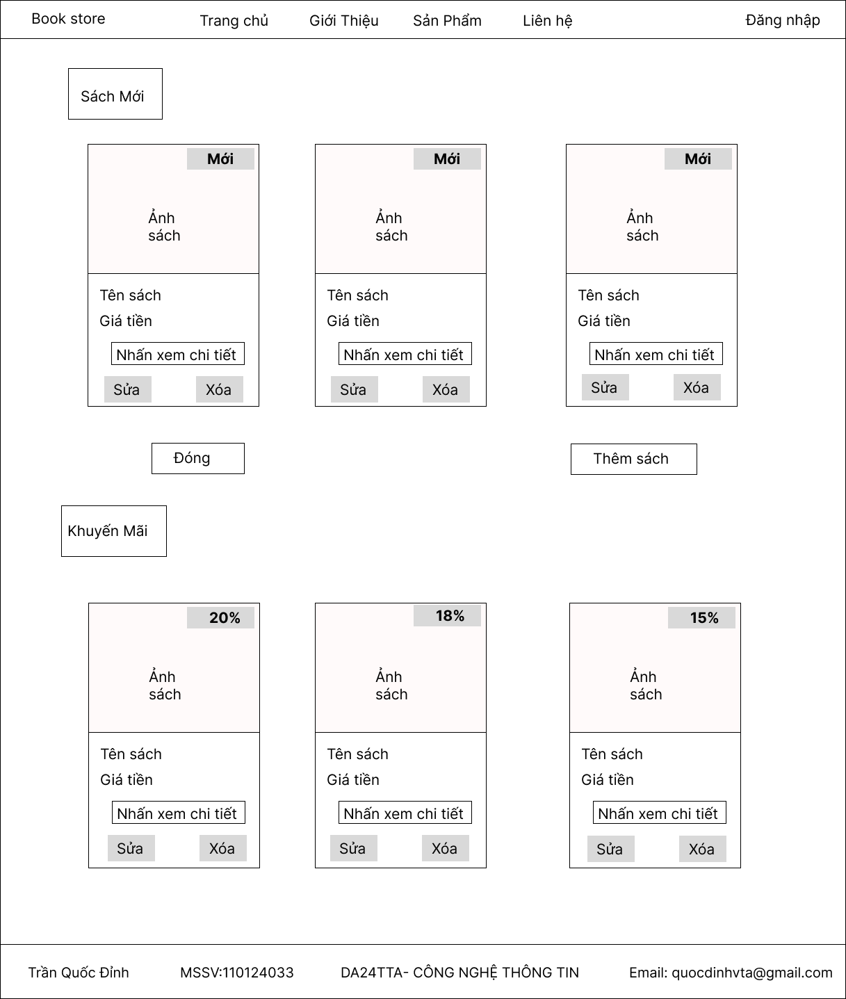 Book store
Trang chủ
Giới Thiệu
Sản Phẩm
Liên hệ
Đăng nhập
Sách Mới
Mới
Ảnh
sách
Tên sách
Giá tiền
Nhấn xem chi tiết
Sửa
Xóa
Mới
Ảnh
sách
Tên sách
Giá tiền
Nhấn xem chi tiết
Sửa
Xóa
Mới
Ảnh
sách
Tên sách
Giá tiền
Nhấn xem chi tiết
Sửa
Xóa
Đóng
Thêm sách
Khuyến Mãi
20%
Ảnh
sách
Tên sách
Giá tiền
Nhấn xem chi tiết
Sửa
Xóa
18%
Ảnh
sách
Tên sách
Giá tiền
Nhấn xem chi tiết
Sửa
Xóa
15%
Ảnh
sách
Tên sách
Giá tiền
Nhấn xem chi tiết
Sửa
Xóa
Trần Quốc Đỉnh
MSSV:110124033
DA24TTA- CÔNG NGHỆ THÔNG TIN
Email: quocdinhvta@gmail.com